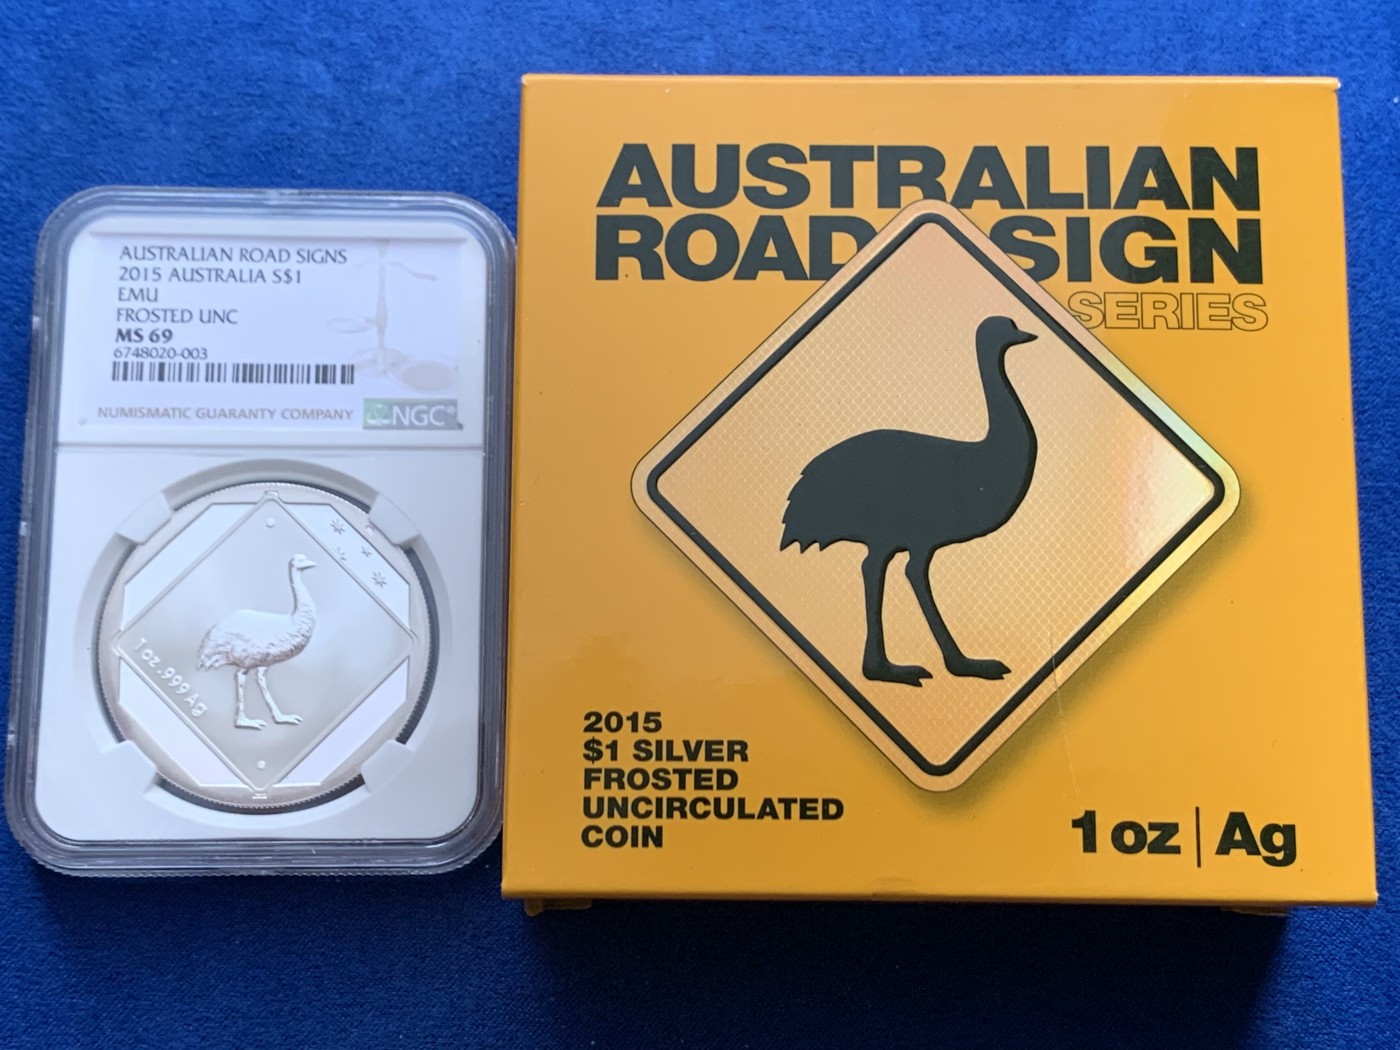 AUSTRALIAN ROAD SIGNS
2015 AUSTRALIA S$1
EMU
FROSTED UNC
MS 69
6748020-003
NUMISMATIC GUARANTY COMPANY
NGC
1oz .999 Ag
AUSTRALIAN
ROAD SIGN
SERIES
2015
$1 SILVER
FROSTED
UNCIRCULATED
COIN
1 oz | Ag